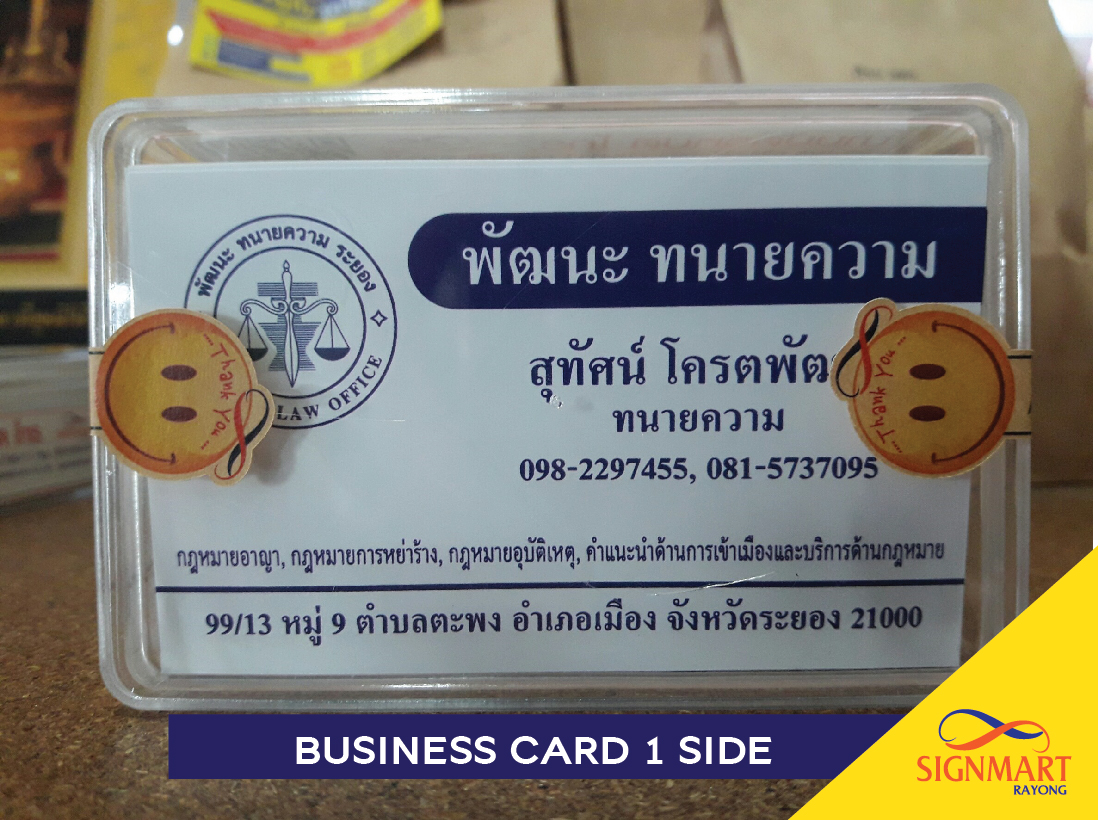 พัฒนะ ทนายความ ระยอง
LAW OFFICE
พัฒนะ ทนายความ
สุทัศน์
ทนายความ
098-2297455, 081-5737095
...Thank You...
...Thank You...
กฎหมายอาญา, กฎหมายการหย่าร้าง, กฎหมายอุบัติเหตุ, คำแนะนำด้านการเข้าเมืองและบริการด้านกฎหมาย
99/13 หมู่ 9 ตำบลตะพง อำเภอเมือง จังหวัดระยอง 21000
BUSINESS CARD 1 SIDE
SIGNMART
RAYONG